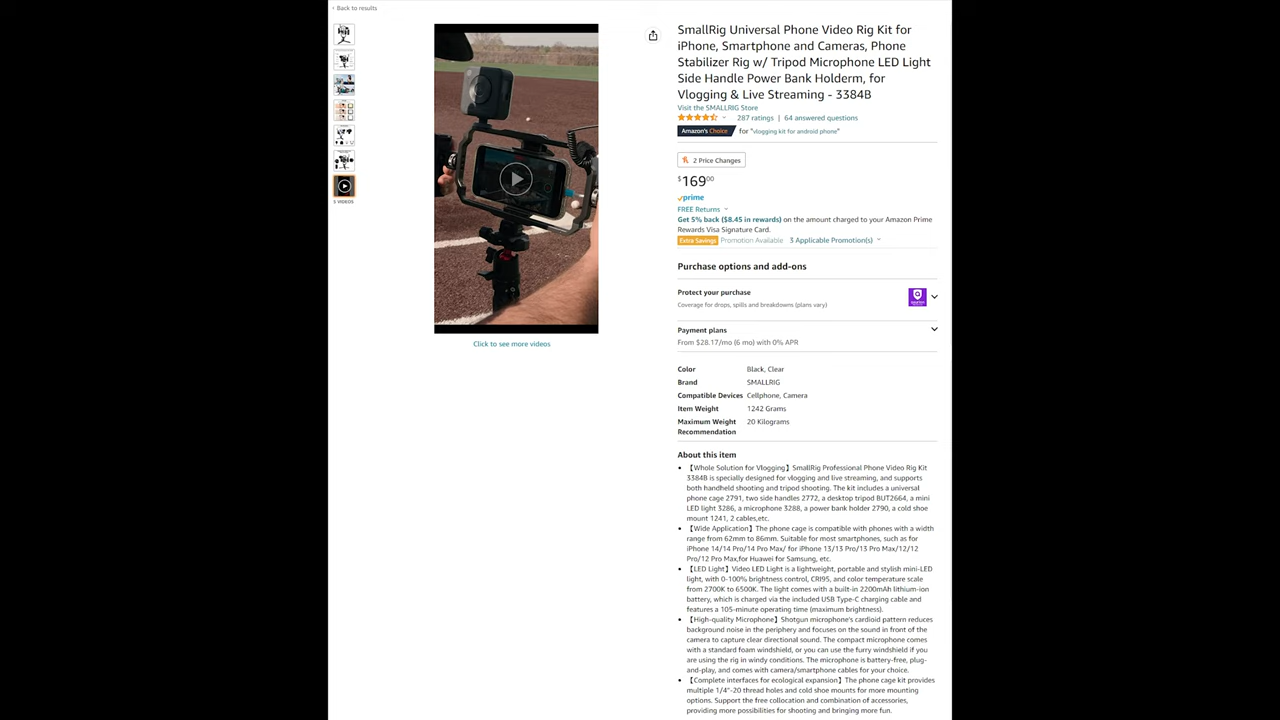 ‹ Back to results
5 VIDEOS
Click to see more videos
SmallRig Universal Phone Video Rig Kit for
iPhone, Smartphone and Cameras, Phone
Stabilizer Rig w/ Tripod Microphone LED Light
Side Handle Power Bank Holderm, for
Vlogging & Live Streaming - 3384B
Visit the SMALLRIG Store
287 ratings | 64 answered questions
Amazon's Choice for "vlogging kit for android phone"
2 Price Changes
$169⁰⁰
prime
FREE Returns
Get 5% back ($8.45 in rewards) on the amount charged to your Amazon Prime
Rewards Visa Signature Card.
Extra Savings Promotion Available 3 Applicable Promotion(s)
Purchase options and add-ons
Protect your purchase
Coverage for drops, spills and breakdowns (plans vary)
Payment plans
From $28.17/mo (6 mo) with 0% APR
Color Black, Clear
Brand SMALLRIG
Compatible Devices Cellphone, Camera
Item Weight 1242 Grams
Maximum Weight 20 Kilograms
Recommendation
About this item
• 【Whole Solution for Vlogging】SmallRig Professional Phone Video Rig Kit
3384B is specially designed for vlogging and live streaming, and supports
both handheld shooting and tripod shooting. The kit includes a universal
phone cage 2791, two side handles 2772, a desktop tripod BUT2664, a mini
LED light 3286, a microphone 3288, a power bank holder 2790, a cold shoe
mount 1241, 2 cables,etc.
• 【Wide Application】The phone cage is compatible with phones with a width
range from 62mm to 86mm. Suitable for most smartphones, such as for
iPhone 14/14 Pro/14 Pro Max/ for iPhone 13/13 Pro/13 Pro Max/12/12
Pro/12 Pro Max,for Huawei for Samsung, etc.
• 【LED Light】Video LED Light is a lightweight, portable and stylish mini-LED
light, with 0-100% brightness control, CRI95, and color temperature scale
from 2700K to 6500K. The light comes with a built-in 2200mAh lithium-ion
battery, which is charged via the included USB Type-C charging cable and
features a 105-minute operating time (maximum brightness).
• 【High-quality Microphone】Shotgun microphone's cardioid pattern reduces
background noise in the periphery and focuses on the sound in front of the
camera to capture clear directional sound. The compact microphone comes
with a standard foam windshield, or you can use the furry windshield if you
are using the rig in windy conditions. The microphone is battery-free, plug-
and-play, and comes with camera/smartphone cables for your choice.
• 【Complete interfaces for ecological expansion】The phone cage kit provides
multiple 1/4"-20 thread holes and cold shoe mounts for more mounting
options. Support the free collocation and combination of accessories,
providing more possibilities for shooting and bringing more fun.